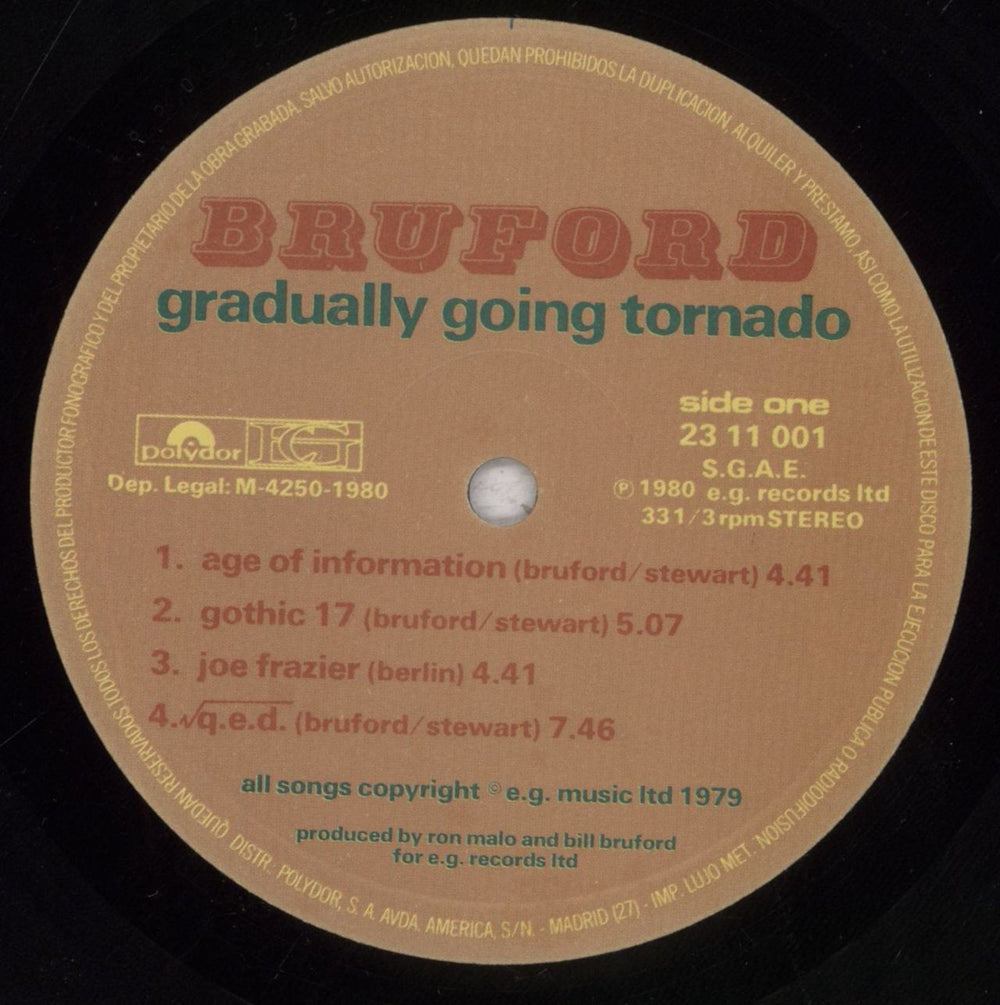 BRUFORD
gradually going tornado
polydor EG
Dep. Legal: M-4250-1980
side one
23 11 001
S.G.A.E.
℗ 1980 e.g. records ltd
33 1/3 rpm STEREO
1. age of information (bruford/stewart) 4.41
2. gothic 17 (bruford/stewart) 5.07
3. joe frazier (berlin) 4.41
4. √q.e.d. (bruford/stewart) 7.46
all songs copyright © e.g. music ltd 1979
produced by ron malo and bill bruford
for e.g. records ltd
QUEDAN RESERVADOS TODOS LOS DERECHOS DEL PRODUCTOR FONOGRAFICO Y DEL PROPIETARIO DE LA OBRA GRABADA. SALVO AUTORIZACION, QUEDAN PROHIBIDOS LA DUPLICACION, ALQUILER Y PRESTAMO, ASI COMO LA UTILIZACION DE ESTE DISCO PARA LA EJECUCION PUBLICA O RADIODIFUSION
DISTR. POLYDOR, S. A. AVDA. AMERICA, S/N. - MADRID (27) - IMP. LUJO MET.